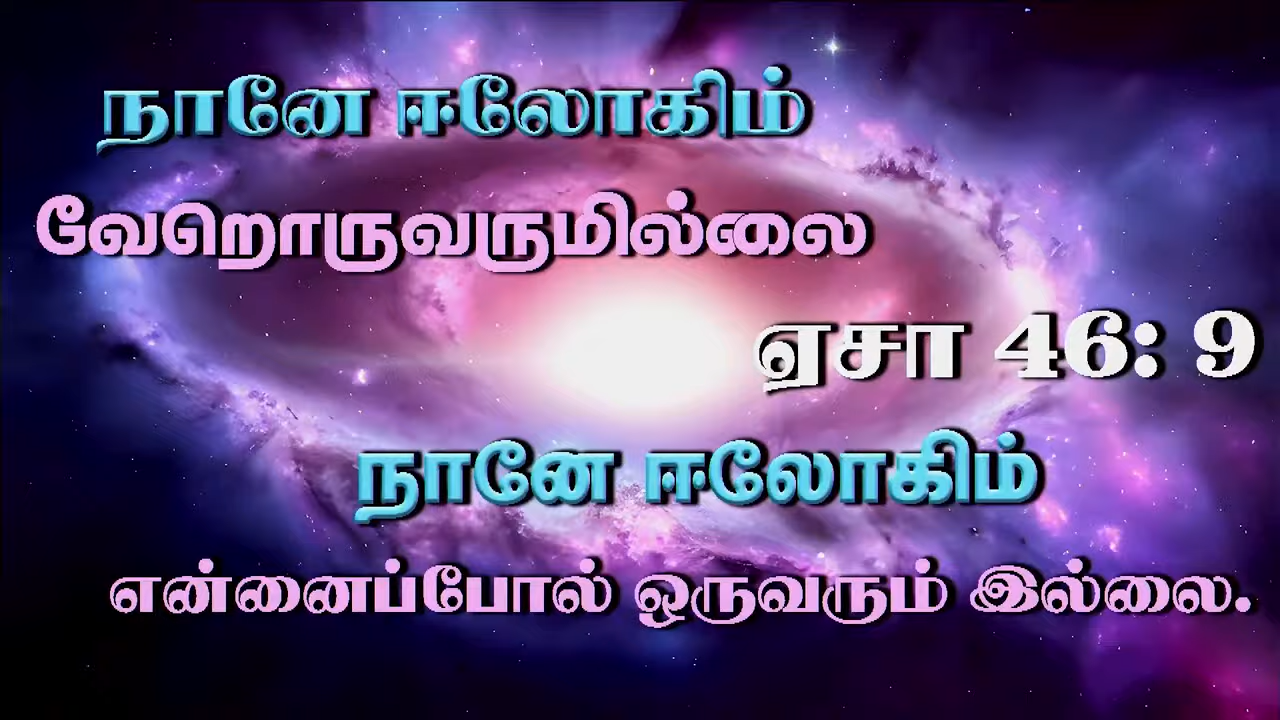 நானே ஈலோகிம்
வேறொருவருமில்லை
ஏசா 46: 9
நானே ஈலோகிம்
என்னைப்போல் ஒருவரும் இல்லை.